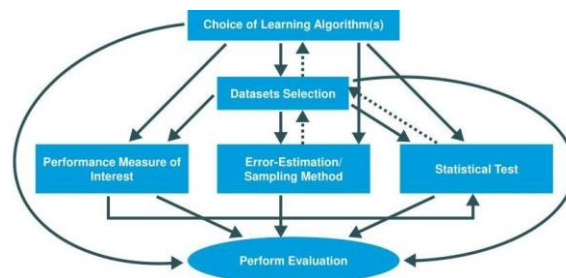 Choice of Learning Algorithm(s)
Datasets Selection
Performance Measure of
Interest
Error-Estimation/
Sampling Method
Statistical Test
Perform Evaluation